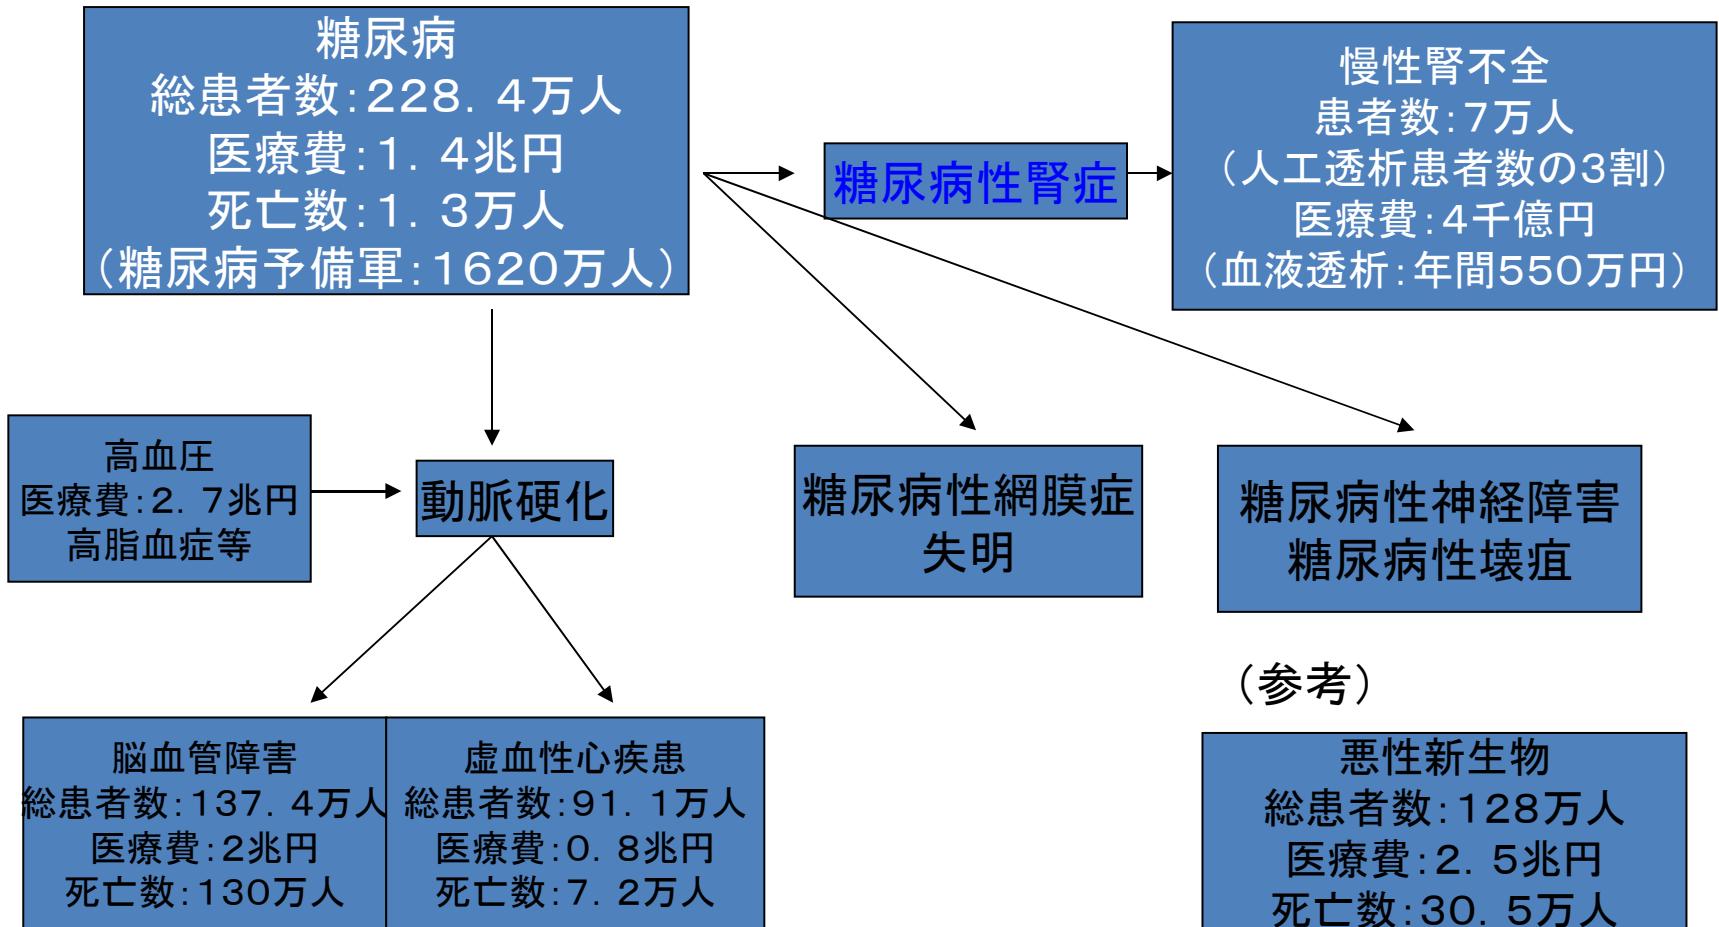 糖尿病
総患者数:228.4万人
医療費:1.4兆円
死亡数:1.3万人
(糖尿病予備軍:1620万人)
糖尿病性腎症
慢性腎不全
患者数:7万人
(人工透析患者数の3割)
医療費:4千億円
(血液透析:年間550万円)
高血圧
医療費:2.7兆円
高脂血症等
動脈硬化
糖尿病性網膜症
失明
糖尿病性神経障害
糖尿病性壊疽
脳血管障害
総患者数:137.4万人
医療費:2兆円
死亡数:130万人
虚血性心疾患
総患者数:91.1万人
医療費:0.8兆円
死亡数:7.2万人
(参考)
悪性新生物
総患者数:128万人
医療費:2.5兆円
死亡数:30.5万人